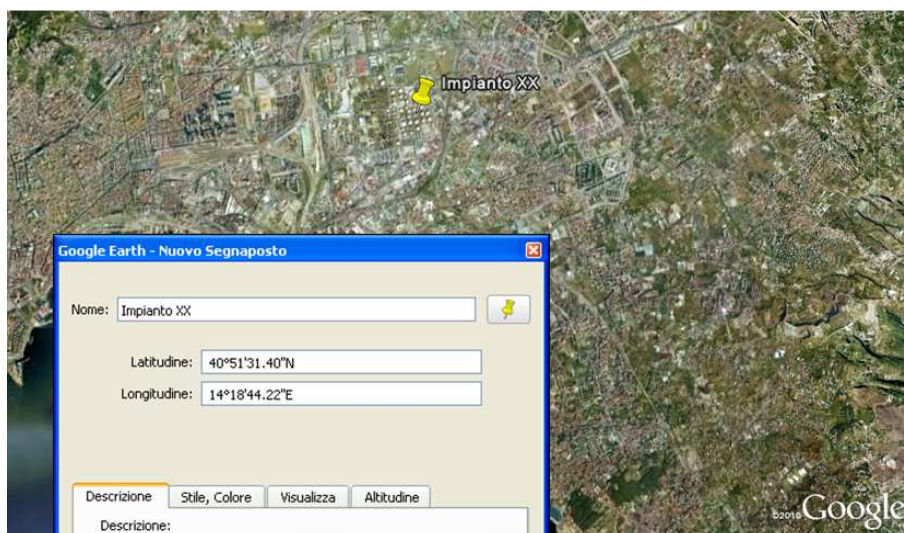 Impianto XX
Google Earth - Nuovo Segnaposto
Nome: Impianto XX
Latitudine: 40°51'31.40"N
Longitudine: 14°18'44.22"E
Descrizione Stile, Colore Visualizza Altitudine
Descrizione:
©2010 Google